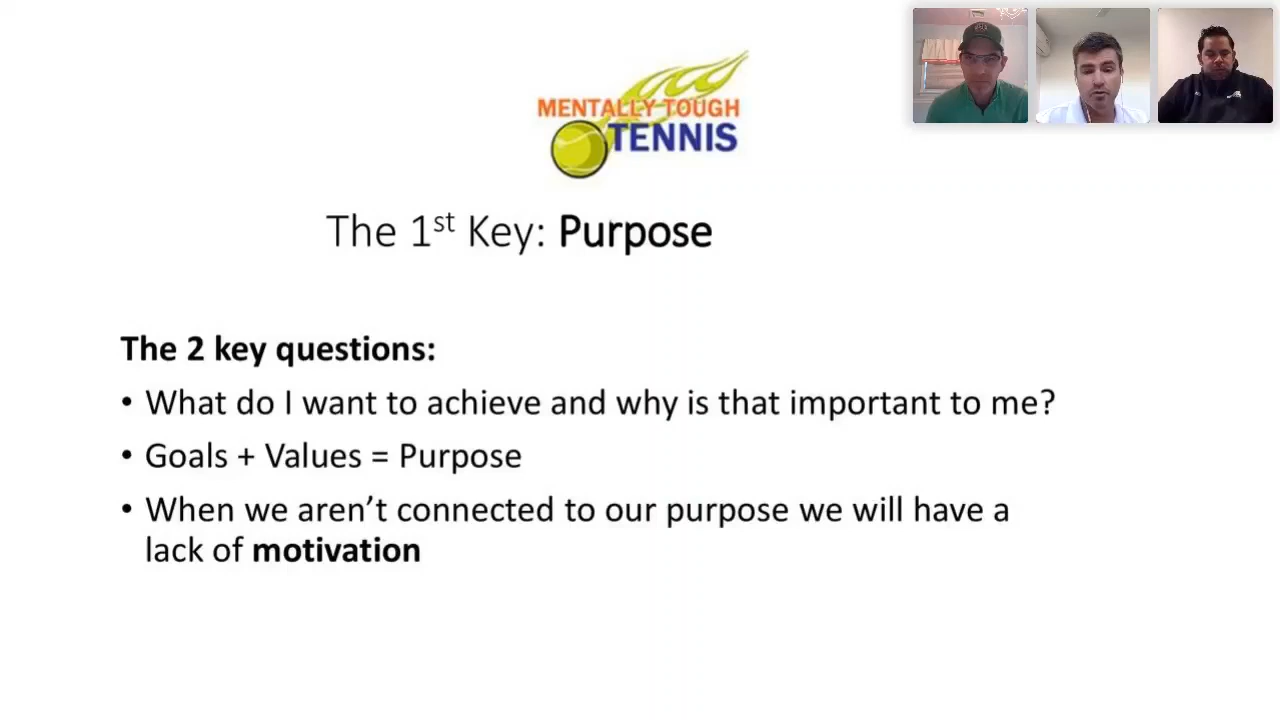 MENTALLY TOUGH
TENNIS
The 1st Key: Purpose
The 2 key questions:
• What do I want to achieve and why is that important to me?
• Goals + Values = Purpose
• When we aren’t connected to our purpose we will have a
lack of motivation